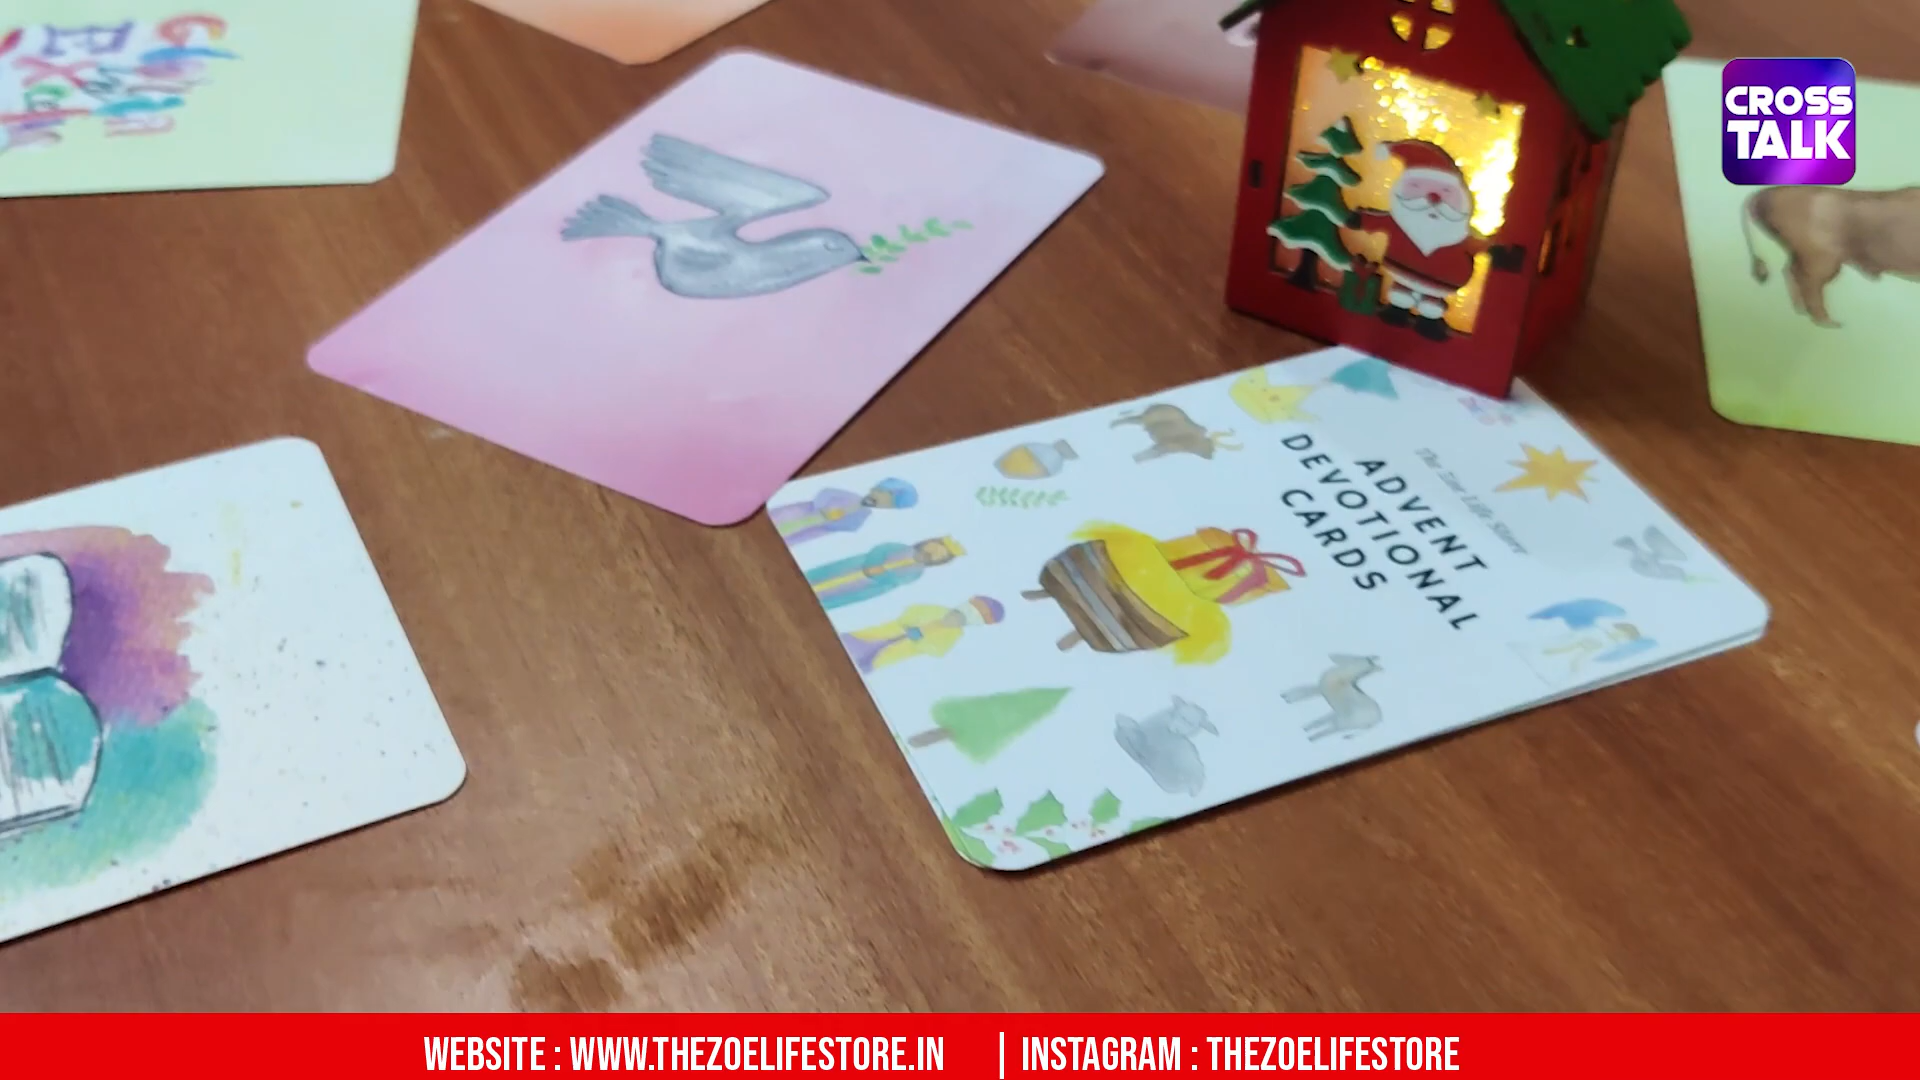 CROSS
TALK
The Zoe Life Store
ADVENT
DEVOTIONAL
CARDS
WEBSITE : WWW.THEZOELIFESTORE.IN | INSTAGRAM : THEZOELIFESTORE